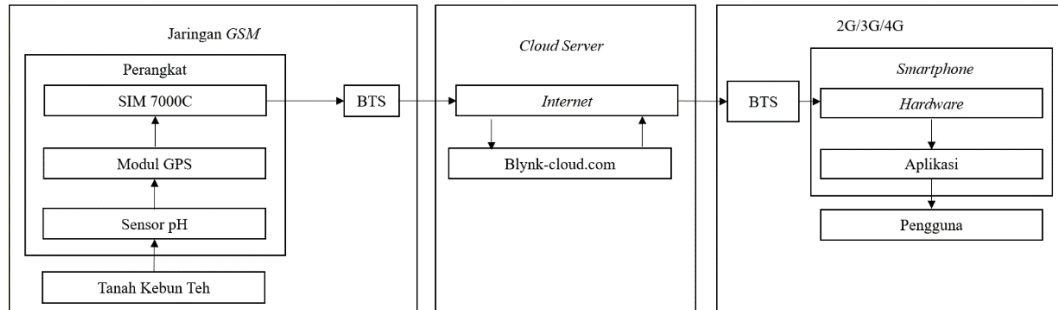 Jaringan GSM
Perangkat
SIM 7000C
Modul GPS
Sensor pH
Tanah Kebun Teh
BTS
Cloud Server
Internet
Blynk-cloud.com
2G/3G/4G
BTS
Smartphone
Hardware
Aplikasi
Pengguna